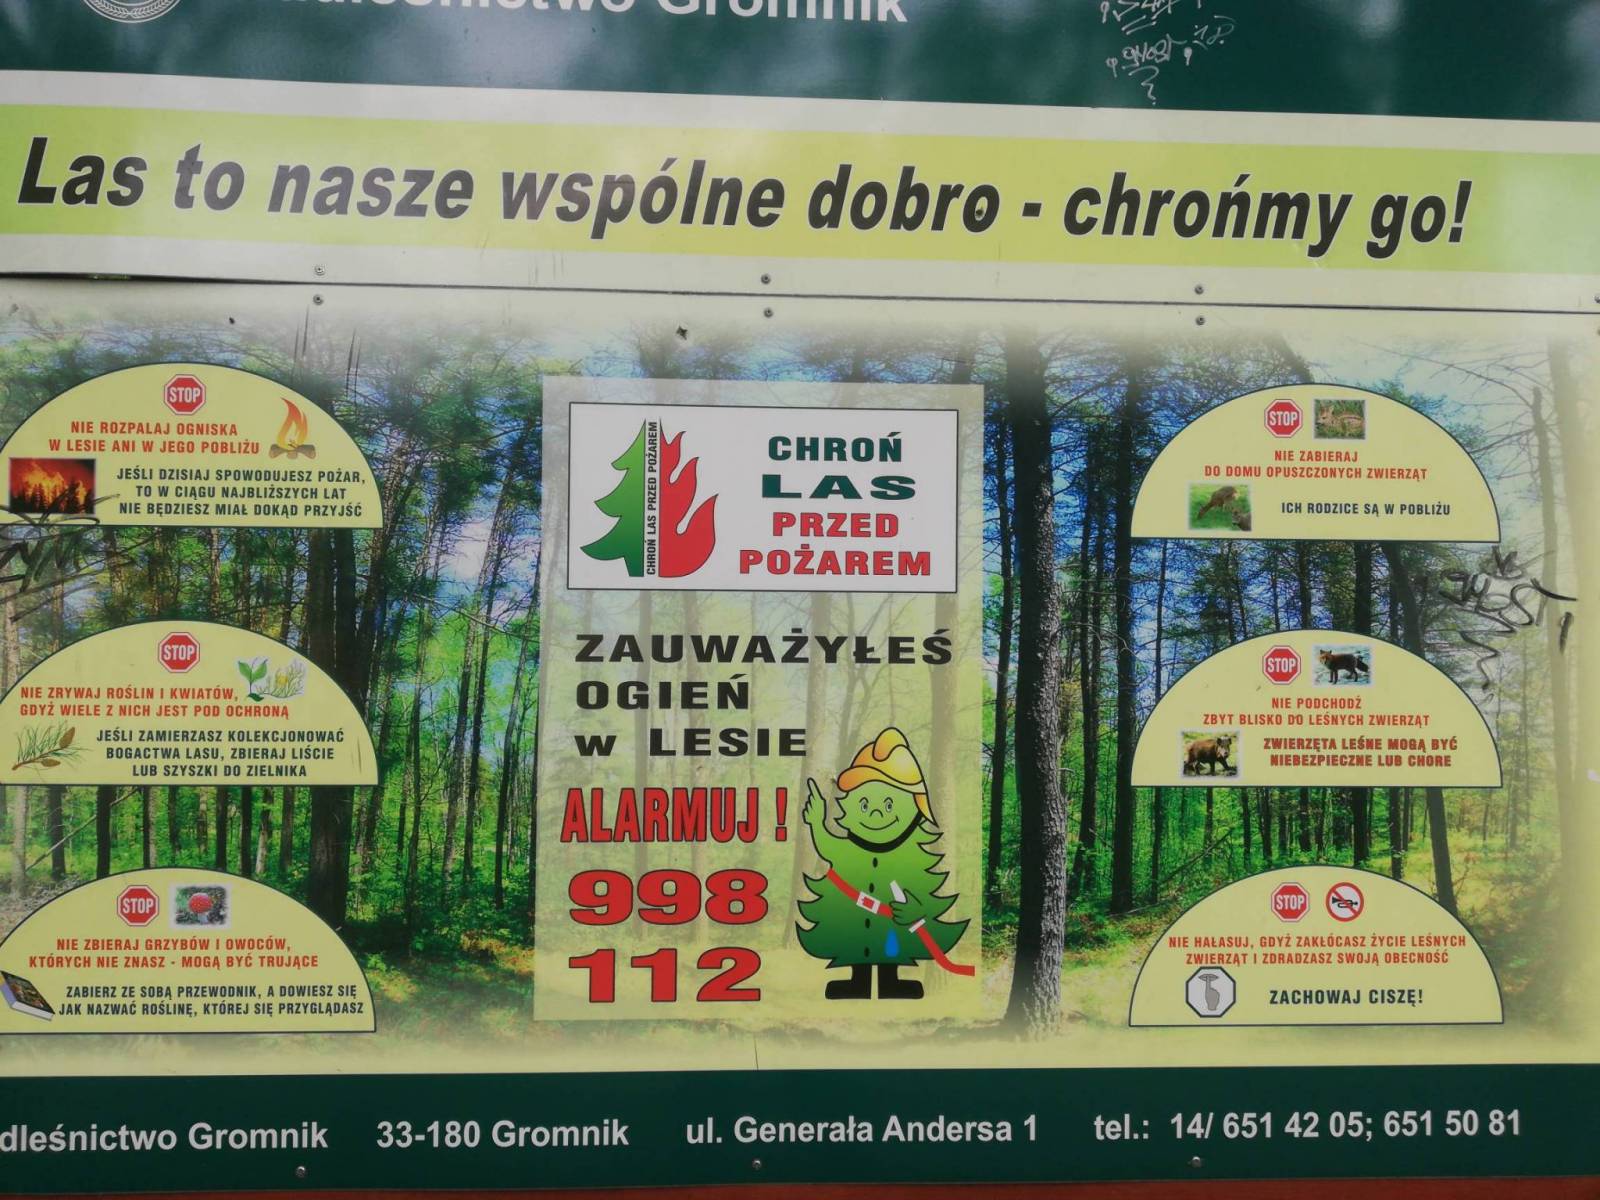 Gromnik
Las to nasze wspólne dobro - chrońmy go!
STOP
NIE ROZPALAJ OGNISKA
W LESIE ANI W JEGO POBLIŻU
JEŚLI DZISIAJ SPOWODUJESZ POŻAR,
TO W CIĄGU NAJBLIŻSZYCH LAT
NIE BĘDZIESZ MIAŁ DOKĄD PRZYJŚĆ
STOP
NIE ZRYWAJ ROŚLIN I KWIATÓW,
GDYŻ WIELE Z NICH JEST POD OCHRONĄ
JEŚLI ZAMIERZASZ KOLEKCJONOWAĆ
BOGACTWA LASU, ZBIERAJ LIŚCIE
LUB SZYSZKI DO ZIELNIKA
STOP
NIE ZBIERAJ GRZYBÓW I OWOCÓW,
KTÓRYCH NIE ZNASZ - MOGĄ BYĆ TRUJĄCE
ZABIERZ ZE SOBĄ PRZEWODNIK, A DOWIESZ SIĘ
JAK NAZWAĆ ROŚLINĘ, KTÓREJ SIĘ PRZYGLĄDASZ
CHROŃ LAS PRZED POŻAREM
CHROŃ
LAS
PRZED
POŻAREM
ZAUWAŻYŁEŚ
OGIEŃ
w LESIE
ALARMUJ !
998
112
STOP
NIE ZABIERAJ
DO DOMU OPUSZCZONYCH ZWIERZĄT
ICH RODZICE SĄ W POBLIŻU
STOP
NIE PODCHODŹ
ZBYT BLISKO DO LEŚNYCH ZWIERZĄT
ZWIERZĘTA LEŚNE MOGĄ BYĆ
NIEBEZPIECZNE LUB CHORE
STOP
NIE HAŁASUJ, GDYŻ ZAKŁÓCASZ ŻYCIE LEŚNYCH
ZWIERZĄT I ZDRADZASZ SWOJĄ OBECNOŚĆ
ZACHOWAJ CISZĘ!
dleśnictwo Gromnik 33-180 Gromnik ul. Generała Andersa 1 tel.: 14/ 651 42 05; 651 50 81